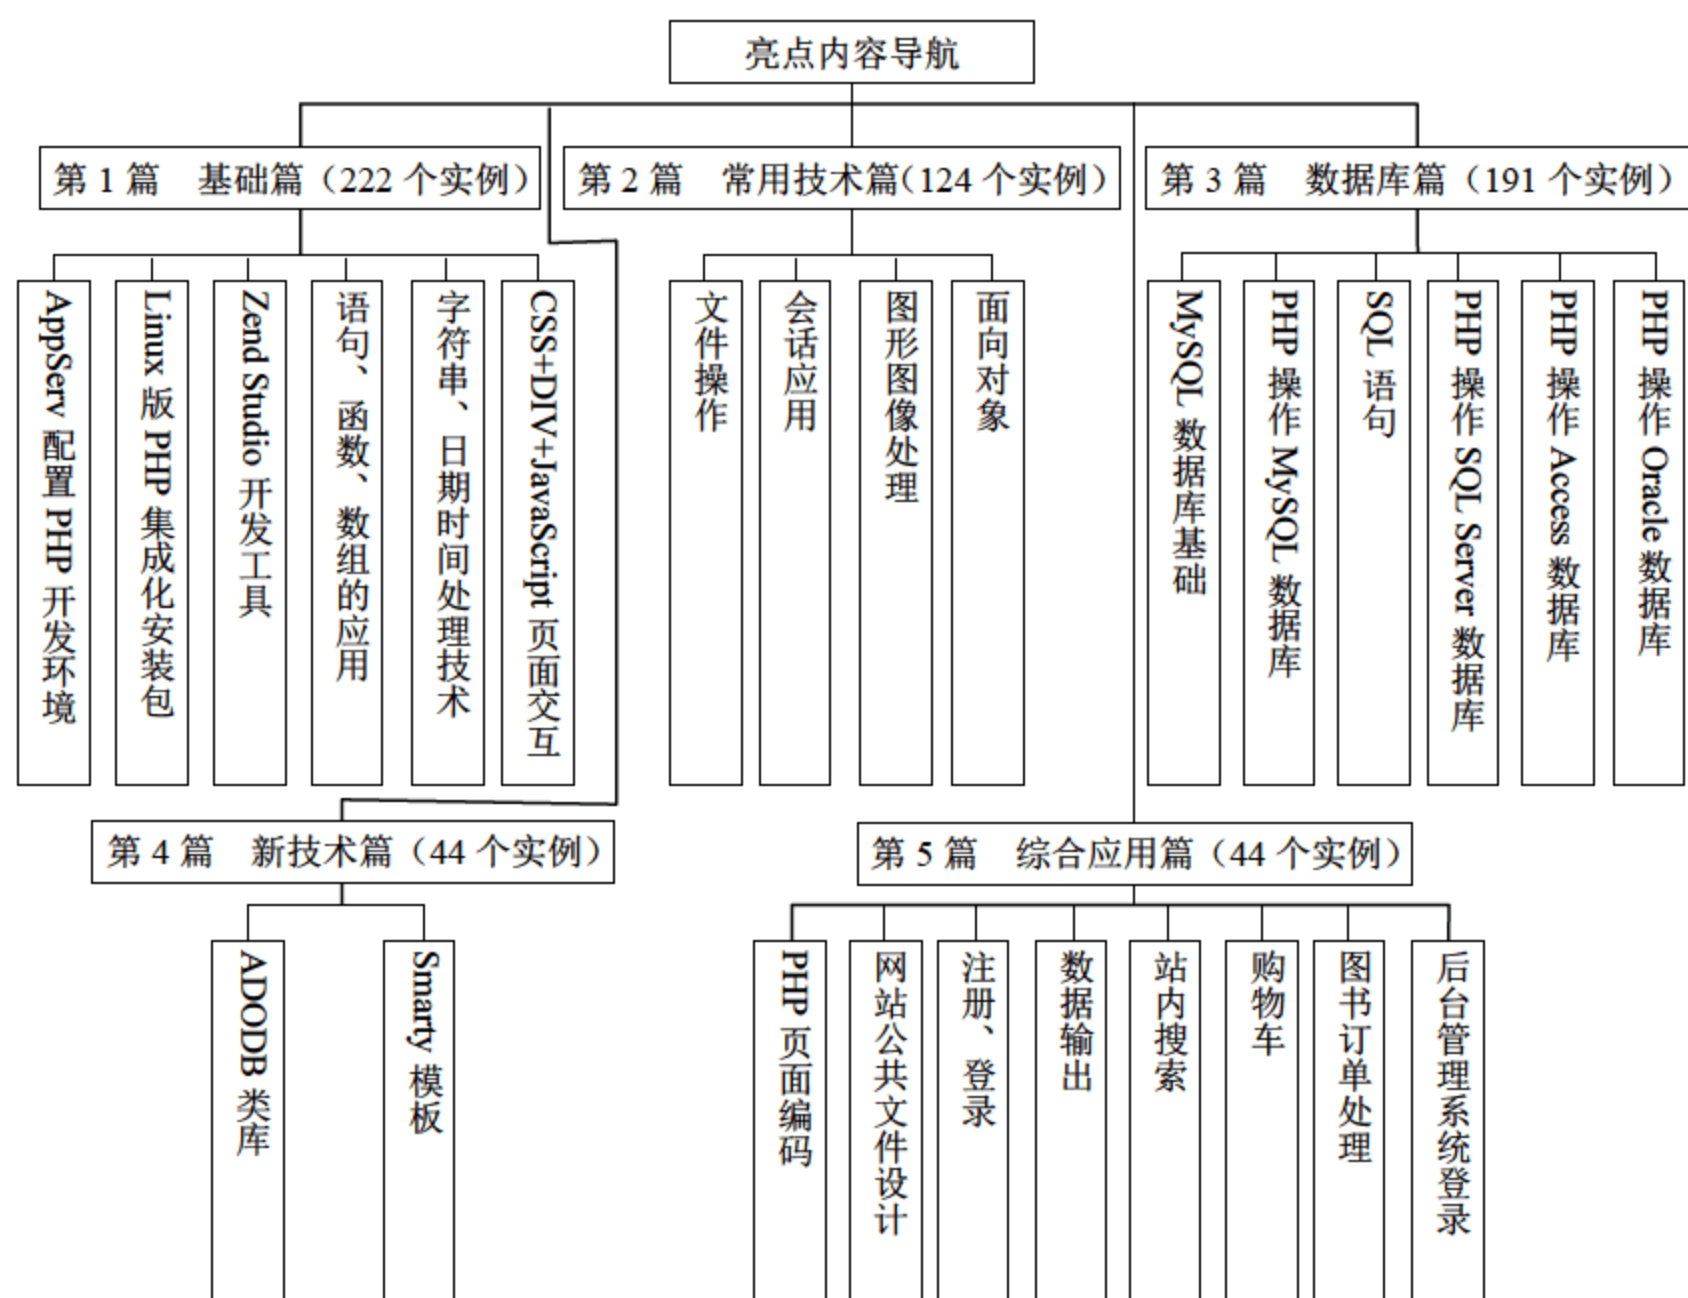 亮点内容导航
第 1 篇　基础篇（222 个实例）
第 2 篇　常用技术篇（124 个实例）
第 3 篇　数据库篇（191 个实例）
AppServ 配置 PHP 开发环境
Linux 版 PHP 集成化安装包
Zend Studio 开发工具
语句、函数、数组的应用
字符串、日期时间处理技术
CSS+DIV+JavaScript 页面交互
文件操作
会话应用
图形图像处理
面向对象
MySQL 数据库基础
PHP 操作 MySQL 数据库
SQL 语句
PHP 操作 SQL Server 数据库
PHP 操作 Access 数据库
PHP 操作 Oracle 数据库
第 4 篇　新技术篇（44 个实例）
第 5 篇　综合应用篇（44 个实例）
ADODB 类库
Smarty 模板
PHP 页面编码
网站公共文件设计
注册、登录
数据输出
站内搜索
购物车
图书订单处理
后台管理系统登录